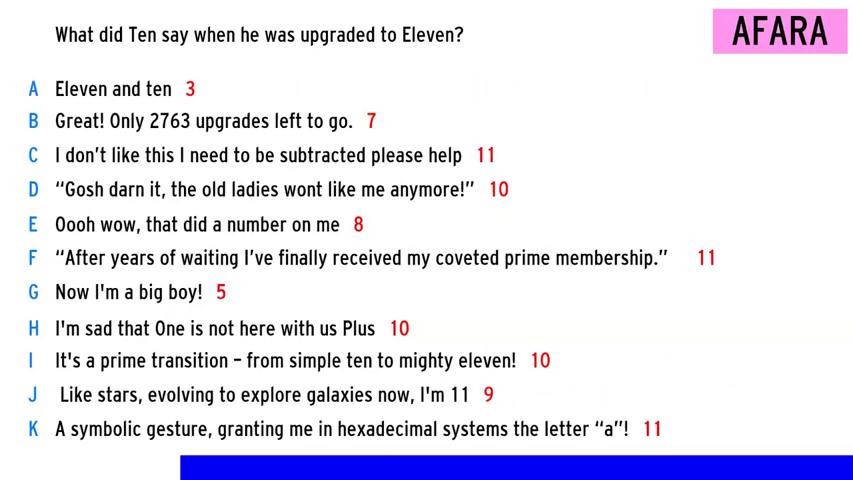 What did Ten say when he was upgraded to Eleven?
AFARA
A Eleven and ten 3
B Great! Only 2763 upgrades left to go. 7
C I don't like this I need to be subtracted please help 11
D “Gosh darn it, the old ladies wont like me anymore!” 10
E Oooh wow, that did a number on me 8
F “After years of waiting I've finally received my coveted prime membership.” 11
G Now I'm a big boy! 5
H I'm sad that One is not here with us Plus 10
I It's a prime transition – from simple ten to mighty eleven! 10
J Like stars, evolving to explore galaxies now, I'm 11 9
K A symbolic gesture, granting me in hexadecimal systems the letter “a”! 11